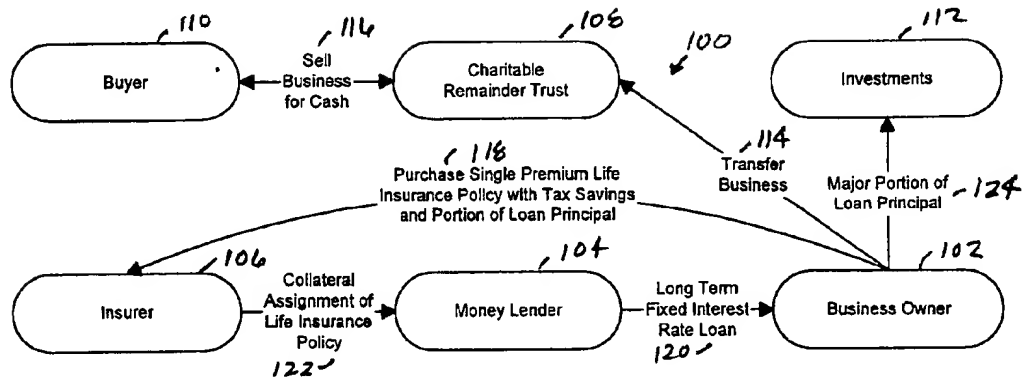 110
Buyer
116
Sell
Business
for Cash
108
Charitable
Remainder Trust
100
112
Investments
114
Transfer
Business
Major Portion of
Loan Principal
124
118
Purchase Single Premium Life
Insurance Policy with Tax Savings
and Portion of Loan Principal
106
Insurer
Collateral
Assignment of
Life Insurance
Policy
122
104
Money Lender
Long Term
Fixed Interest
Rate Loan
120
102
Business Owner